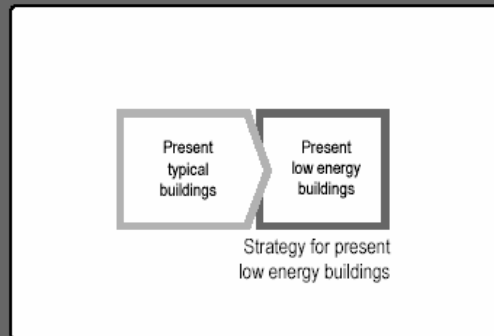 Present
typical
buildings
Present
low energy
buildings
Strategy for present
low energy buildings